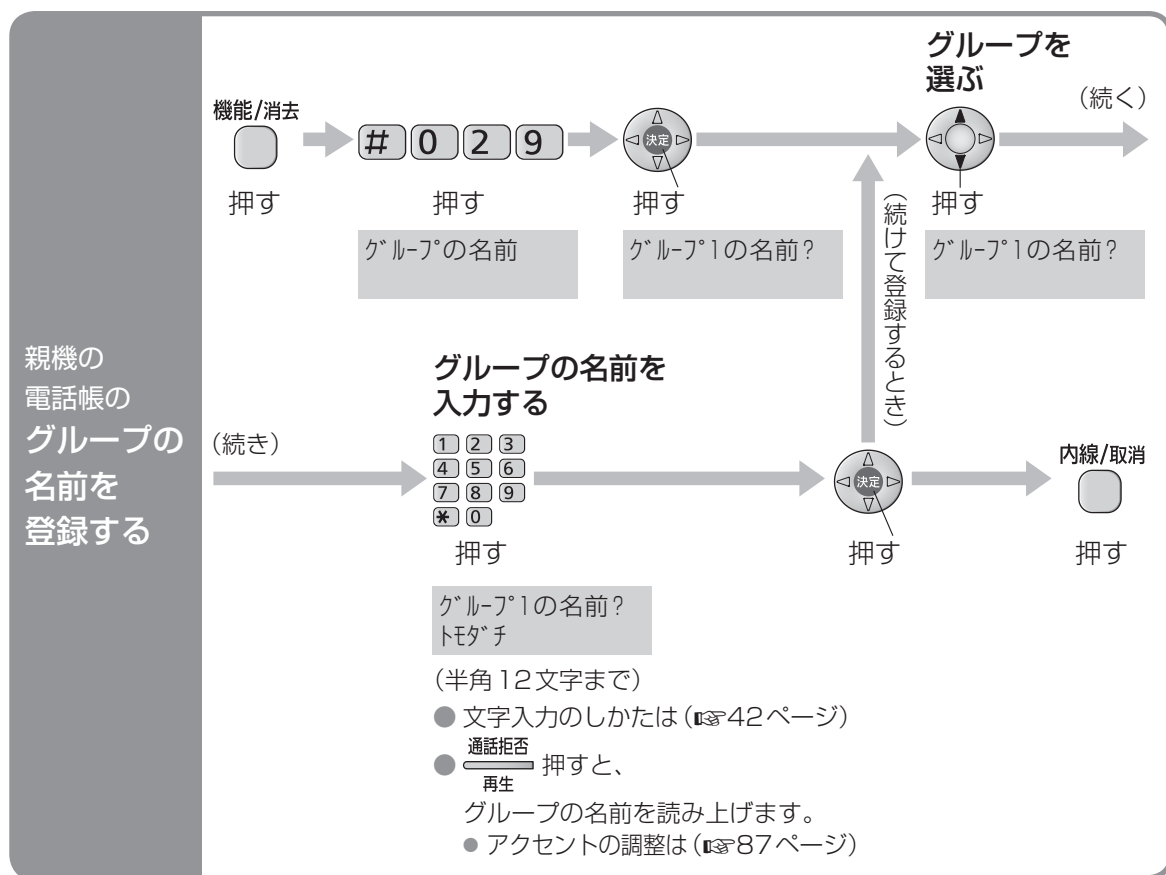 親機の
電話帳の
グループの
名前を
登録する
機能/消去
押す
# 0 2 9
押す
グループの名前
決定
押す
グループ1の名前?
グループを
選ぶ
押す
グループ1の名前?
(続く)
(続けて登録するとき)
(続き)
グループの名前を
入力する
1 2 3
4 5 6
7 8 9
* 0
押す
グループ1の名前?
トモダチ
(半角12文字まで)
● 文字入力のしかたは(☞42ページ)
● 通話拒否
再生
押すと、
グループの名前を読み上げます。
● アクセントの調整は(☞87ページ)
決定
押す
内線/取消
押す